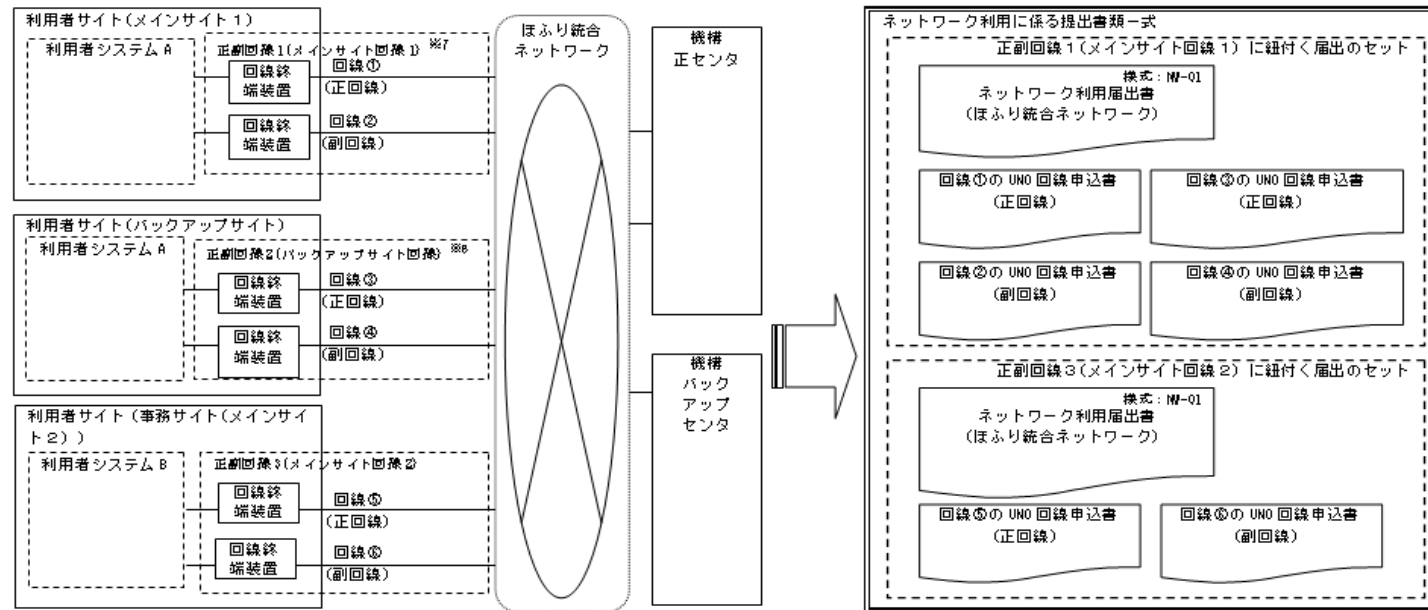 利用者サイト(メインサイト1)
利用者システムA
正副回線1(メインサイト回線1) ※7
回線終
端装置
回線①
(正回線)
回線終
端装置
回線②
(副回線)
利用者サイト(バックアップサイト)
利用者システムA
正副回線2(バックアップサイト回線) ※8
回線終
端装置
回線③
(正回線)
回線終
端装置
回線④
(副回線)
利用者サイト(事務サイト(メインサイ
ト2))
利用者システムB
正副回線3(メインサイト回線2)
回線終
端装置
回線⑤
(正回線)
回線終
端装置
回線⑥
(副回線)
ほふり統合
ネットワーク
機構
正センタ
機構
バック
アップ
センタ
ネットワーク利用に係る提出書類一式
正副回線1(メインサイト回線1)に紐付く届出のセット
様式:NW-01
ネットワーク利用届出書
(ほふり統合ネットワーク)
回線①の UNO 回線申込書
(正回線)
回線③の UNO 回線申込書
(正回線)
回線②の UNO 回線申込書
(副回線)
回線④の UNO 回線申込書
(副回線)
正副回線3(メインサイト回線2)に紐付く届出のセット
様式:NW-01
ネットワーク利用届出書
(ほふり統合ネットワーク)
回線⑤の UNO 回線申込書
(正回線)
回線⑥の UNO 回線申込書
(副回線)